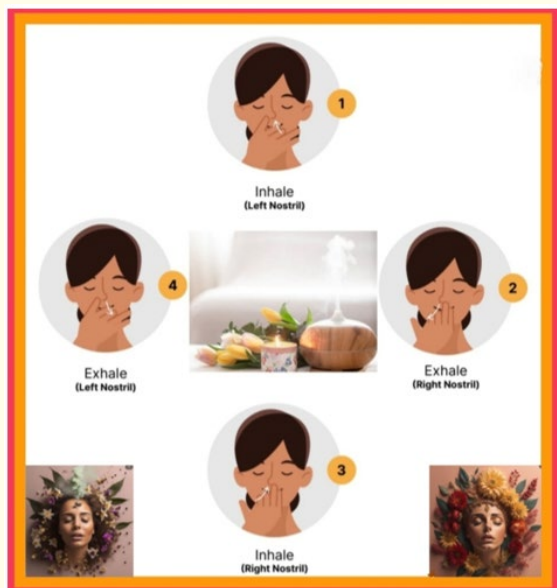 1
Inhale
(Left Nostril)
4
2
Exhale
(Left Nostril)
Exhale
(Right Nostril)
3
Inhale
(Right Nostril)